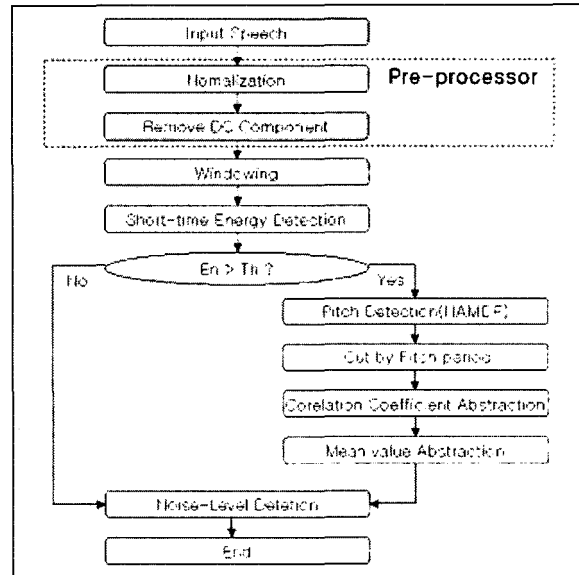 Input Speech
Nomalization
Pre-processor
Remove DC Component
Windowing
Short-time Energy Detection
En > Th ?
No
Yes
Pitch Detection(HAMDF)
Cut by Pitch period
Corelation Coefficient Abstraction
Mean value Abstraction
Noise-Level Detetion
End